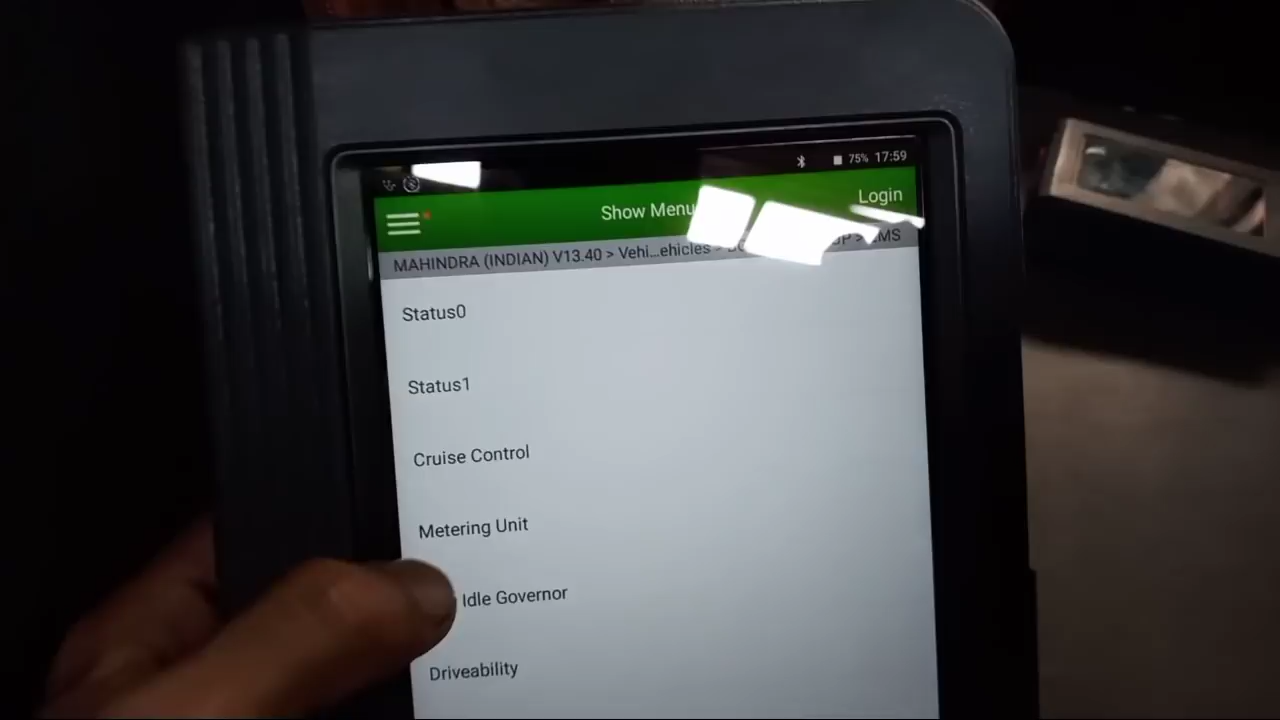 75% 17:59
Show Menu
Login
MAHINDRA (INDIAN) V13.40 > Vehi...ehicles >
> EMS
Status0
Status1
Cruise Control
Metering Unit
Idle Governor
Driveability